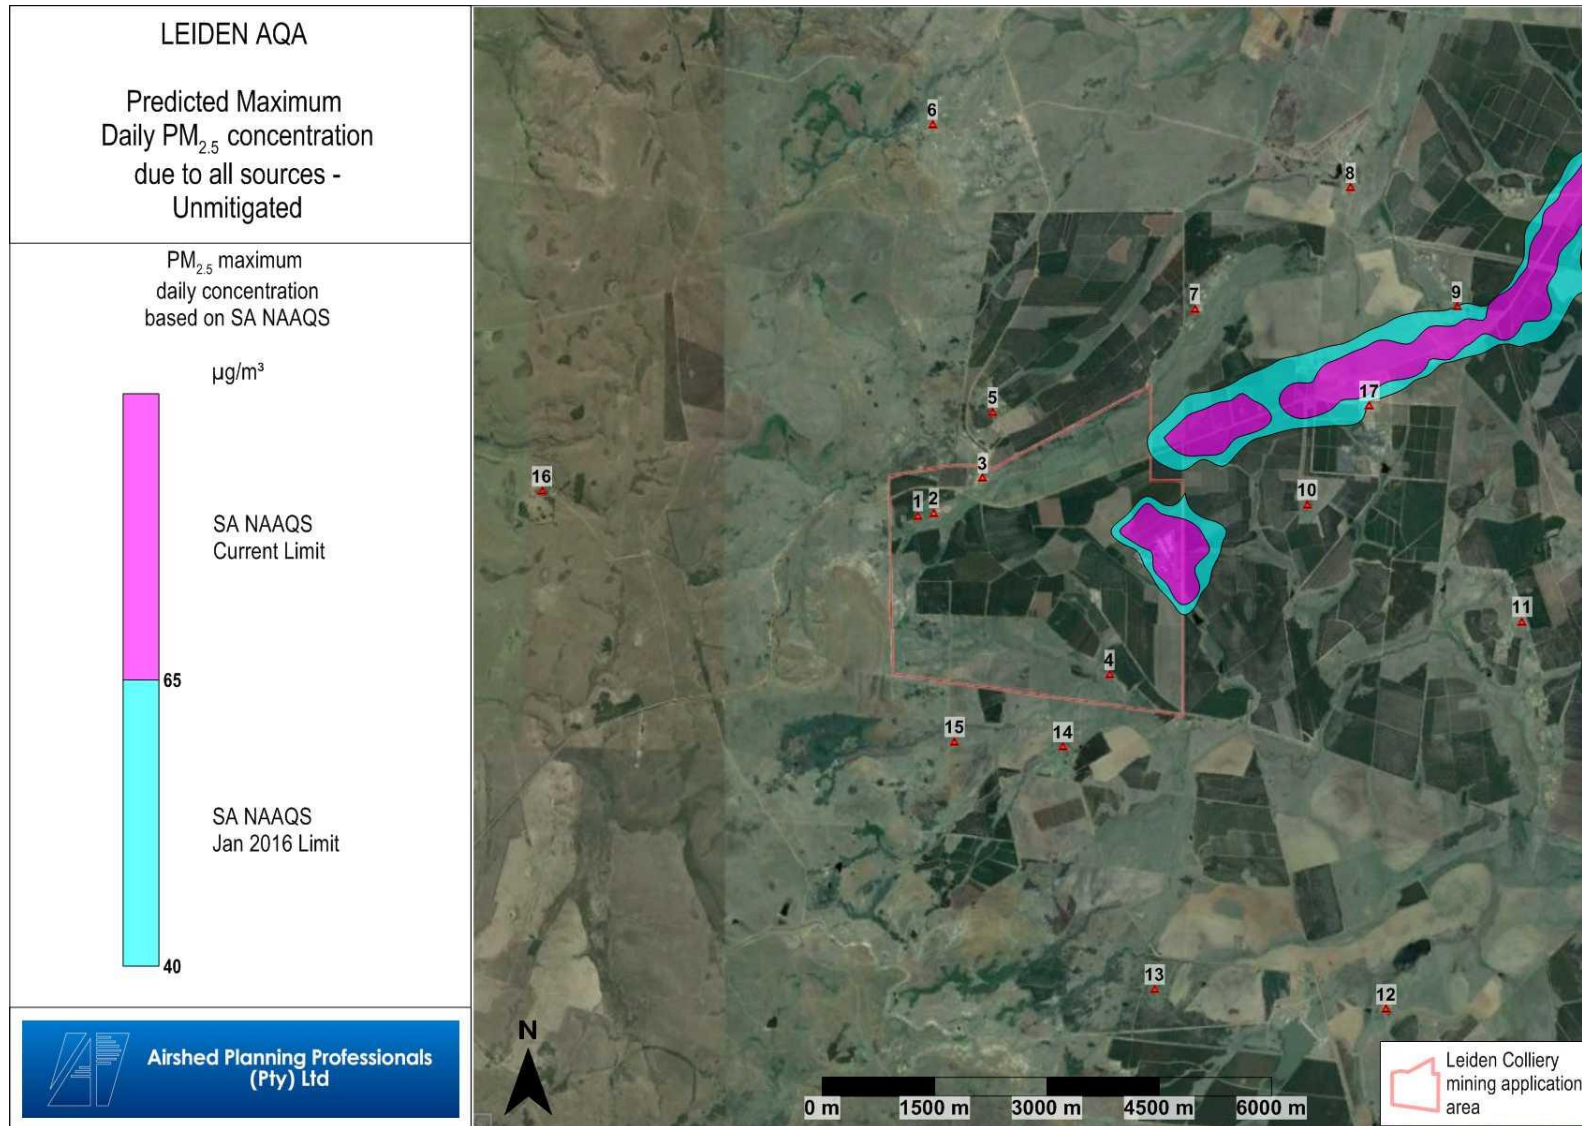 LEIDEN AQA
Predicted Maximum
Daily PM2.5 concentration
due to all sources -
Unmitigated
PM2.5 maximum
daily concentration
based on SA NAAQS
µg/m³
SA NAAQS
Current Limit
65
SA NAAQS
Jan 2016 Limit
40
Airshed Planning Professionals
(Pty) Ltd
6
8
7
9
5
17
3
16
1
2
10
11
4
15
14
13
12
N
0 m
1500 m
3000 m
4500 m
6000 m
Leiden Colliery
mining application
area